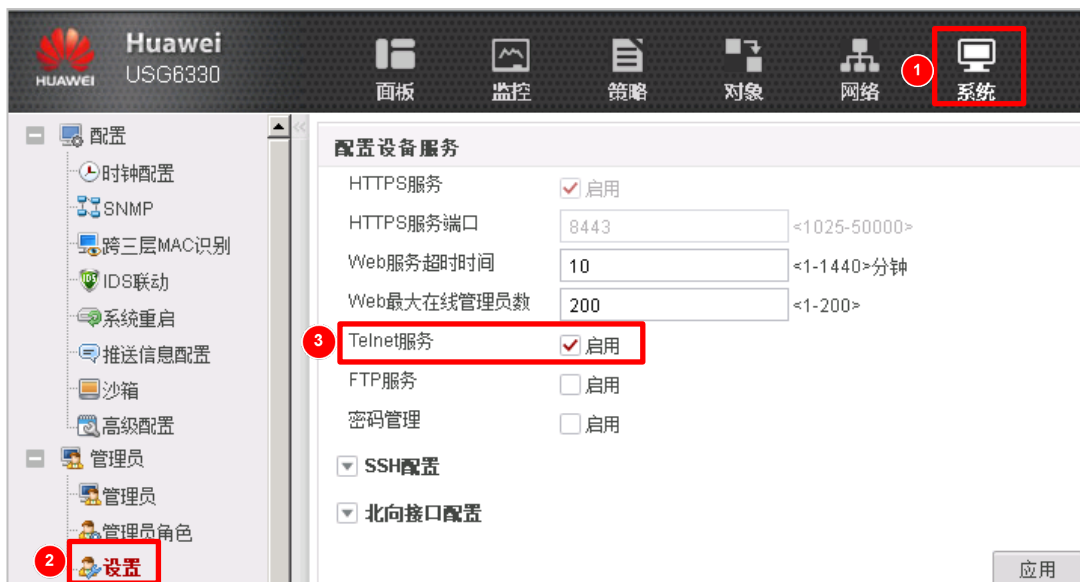 HUAWEI
Huawei
USG6330
面板
监控
策略
对象
网络
1
系统
配置
时钟配置
SNMP
跨三层MAC识别
IDS联动
系统重启
推送信息配置
沙箱
高级配置
管理员
管理员
管理员角色
2
设置
配置设备服务
HTTPS服务 启用
HTTPS服务端口 8443 <1025-50000>
Web服务超时时间 10 <1-1440>分钟
Web最大在线管理员数 200 <1-200>
3 Telnet服务 启用
FTP服务 启用
密码管理 启用
SSH配置
北向接口配置
应用